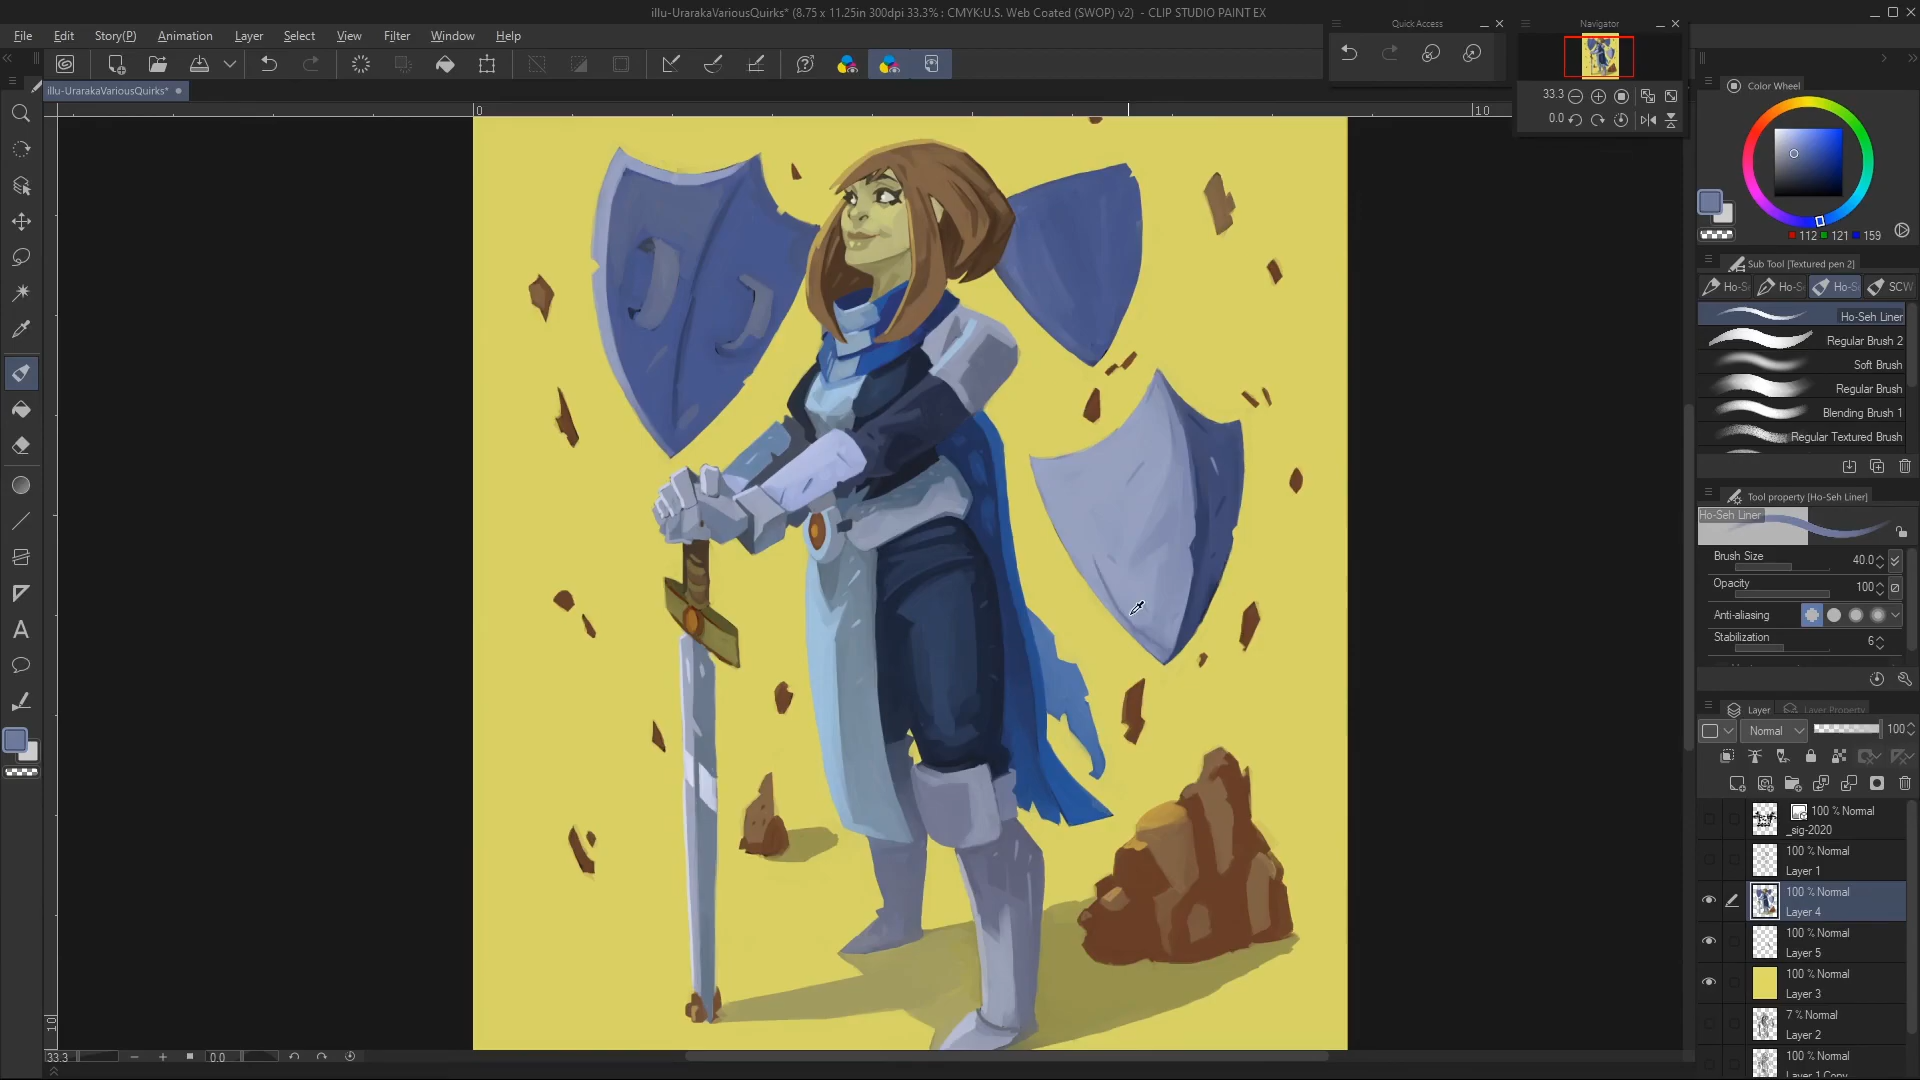 illu-UrarakaVariousQuirks* (8.75 x 11.25in 300dpi 33.3% : CMYK:U.S. Web Coated (SWOP) v2) - CLIP STUDIO PAINT EX
File Edit Story(P) Animation Layer Select View Filter Window Help
Quick Access
Navigator
33.3
0.0
illu-UrarakaVariousQuirks*
0
10
10
Color Wheel
112 121 159
Sub Tool [Textured pen 2]
Ho-S Ho-S Ho-S SCW
Ho-Seh Liner
Regular Brush 2
Soft Brush
Regular Brush
Blending Brush 1
Regular Textured Brush
Tool property [Ho-Seh Liner]
Ho-Seh Liner
Brush Size 40.0
Opacity 100
Anti-aliasing
Stabilization 6
Layer Layer Property
Normal 100
100 % Normal
_sig-2020
100 % Normal
Layer 1
100 % Normal
Layer 4
100 % Normal
Layer 5
100 % Normal
Layer 3
7 % Normal
Layer 2
100 % Normal
Layer 1 Copy
33.3 0.0